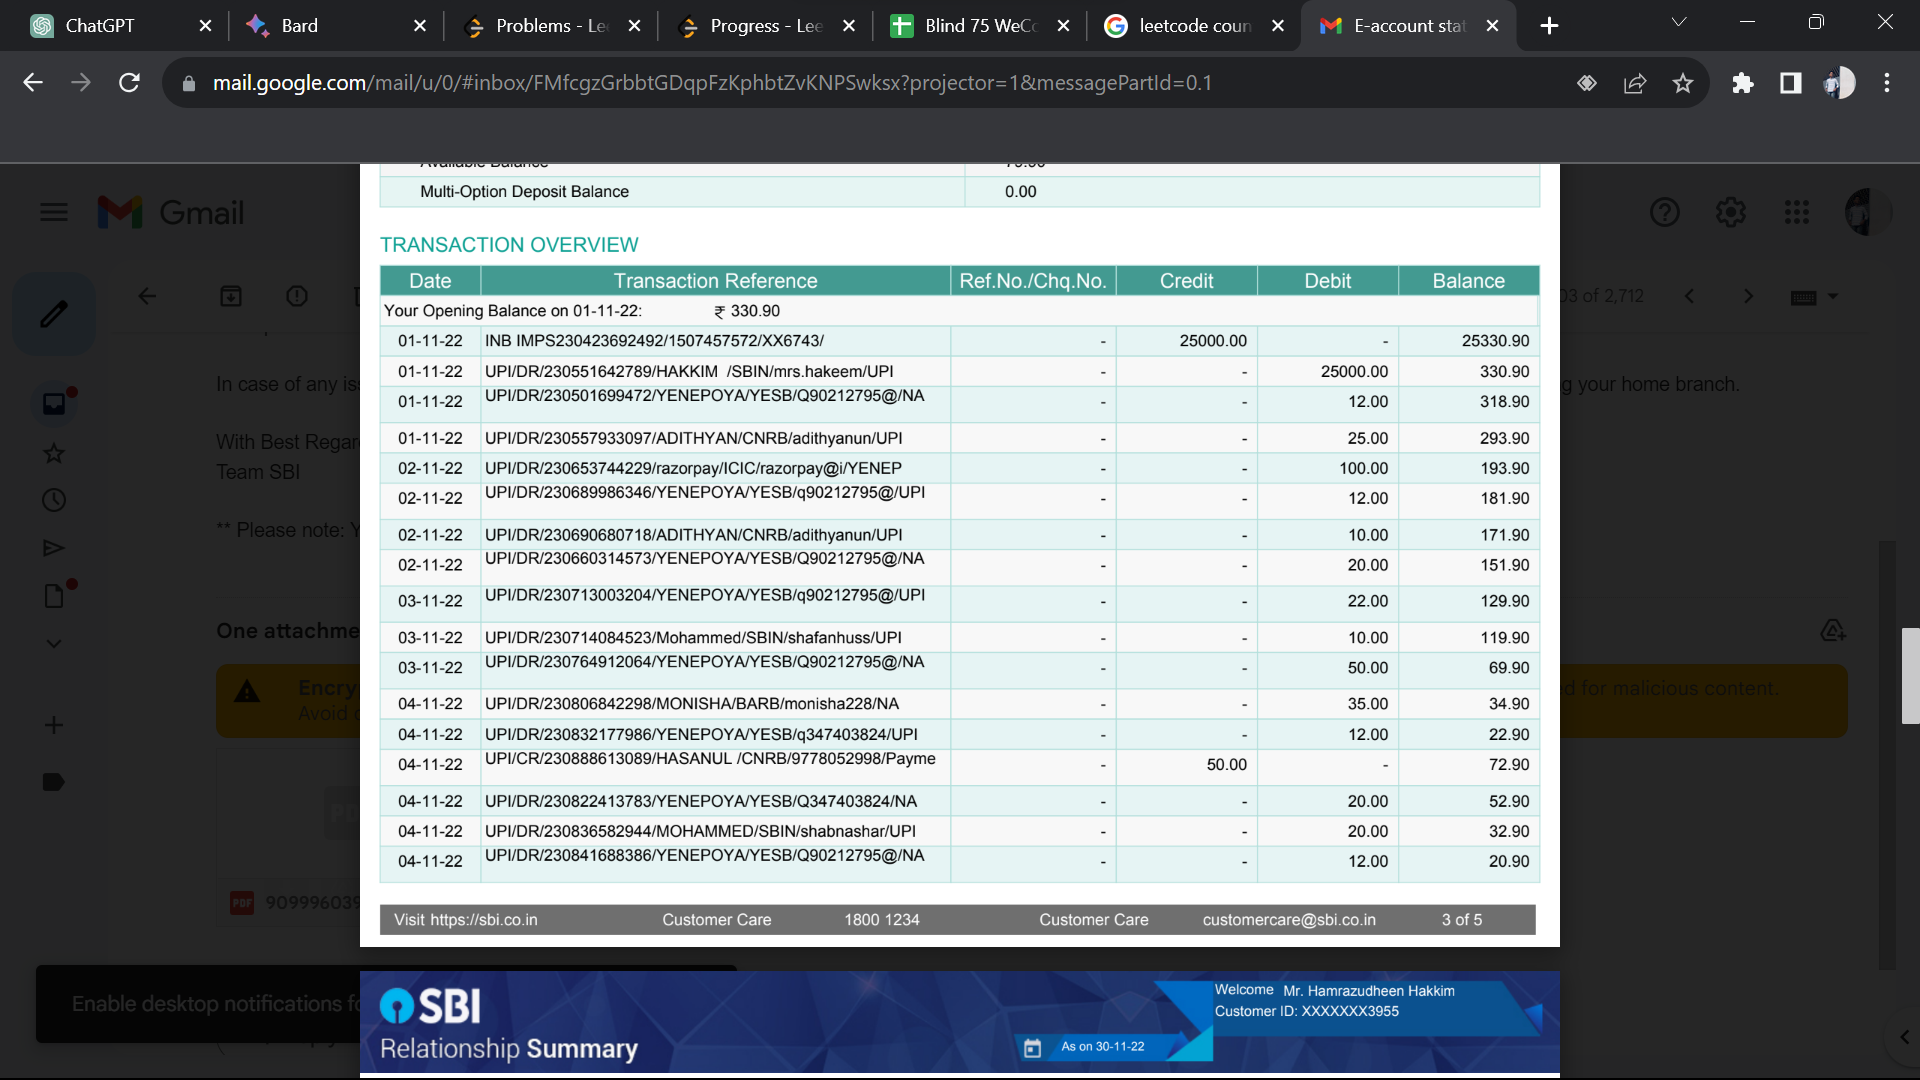 ChatGPT
Bard
Problems - Le
Progress - Lee
Blind 75 WeCo
leetcode coun
E-account stat
mail.google.com/mail/u/0/#inbox/FMfcgzGrbbtGDqpFzKphbtZvKNPSwksx?projector=1&messagePartId=0.1
Available Balance 79.90
Multi-Option Deposit Balance 0.00
Gmail
TRANSACTION OVERVIEW
Date Transaction Reference Ref.No./Chq.No. Credit Debit Balance
03 of 2,712
Your Opening Balance on 01-11-22: ₹ 330.90
01-11-22 INB IMPS230423692492/1507457572/XX6743/ - 25000.00 - 25330.90
01-11-22 UPI/DR/230551642789/HAKKIM /SBIN/mrs.hakeem/UPI - - 25000.00 330.90
In case of any is
g your home branch.
01-11-22 UPI/DR/230501699472/YENEPOYA/YESB/Q90212795@/NA - - 12.00 318.90
01-11-22 UPI/DR/230557933097/ADITHYAN/CNRB/adithyanun/UPI - - 25.00 293.90
With Best Regar
02-11-22 UPI/DR/230653744229/razorpay/ICIC/razorpay@i/YENEP - - 100.00 193.90
Team SBI
02-11-22 UPI/DR/230689986346/YENEPOYA/YESB/q90212795@/UPI - - 12.00 181.90
** Please note: Y
02-11-22 UPI/DR/230690680718/ADITHYAN/CNRB/adithyanun/UPI - - 10.00 171.90
02-11-22 UPI/DR/230660314573/YENEPOYA/YESB/Q90212795@/NA - - 20.00 151.90
03-11-22 UPI/DR/230713003204/YENEPOYA/YESB/q90212795@/UPI - - 22.00 129.90
One attachme
03-11-22 UPI/DR/230714084523/Mohammed/SBIN/shafanhuss/UPI - - 10.00 119.90
03-11-22 UPI/DR/230764912064/YENEPOYA/YESB/Q90212795@/NA - - 50.00 69.90
Encry
d for malicious content.
Avoid
04-11-22 UPI/DR/230806842298/MONISHA/BARB/monisha228/NA - - 35.00 34.90
04-11-22 UPI/DR/230832177986/YENEPOYA/YESB/q347403824/UPI - - 12.00 22.90
04-11-22 UPI/CR/230888613089/HASANUL /CNRB/9778052998/Payme - 50.00 - 72.90
04-11-22 UPI/DR/230822413783/YENEPOYA/YESB/Q347403824/NA - - 20.00 52.90
04-11-22 UPI/DR/230836582944/MOHAMMED/SBIN/shabnashar/UPI - - 20.00 32.90
04-11-22 UPI/DR/230841688386/YENEPOYA/YESB/Q90212795@/NA - - 12.00 20.90
PDF 909996039
Visit https://sbi.co.in Customer Care 1800 1234 Customer Care customercare@sbi.co.in 3 of 5
Enable desktop notifications fo
SBI
Relationship Summary
Welcome Mr. Hamrazudheen Hakkim
Customer ID: XXXXXXX3955
As on 30-11-22